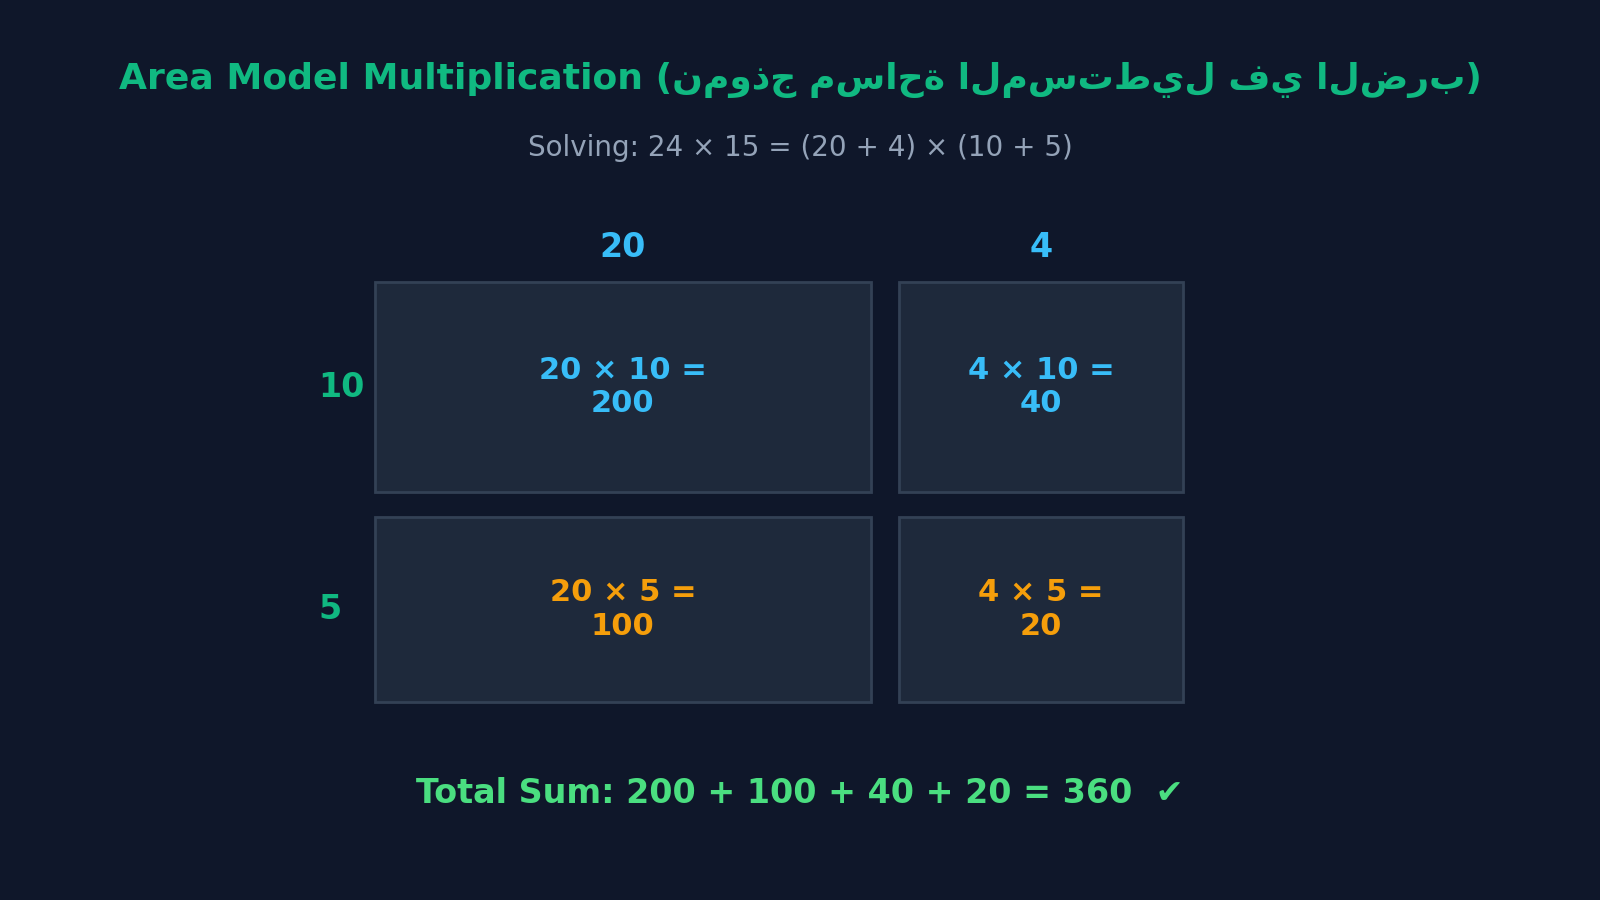 Area Model Multiplication (نموذج مساحة المستطيل في الضرب)
Solving: 24 × 15 = (20 + 4) × (10 + 5)
20
4
10
20 × 10 =
200
4 × 10 =
40
5
20 × 5 =
100
4 × 5 =
20
Total Sum: 200 + 100 + 40 + 20 = 360 ✔